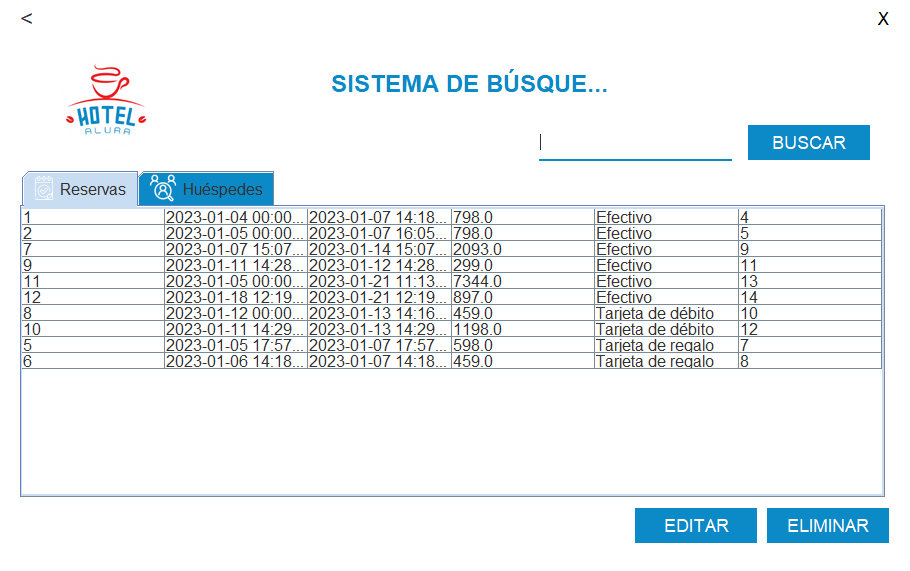 < X
HOTEL
ALURA
SISTEMA DE BÚSQUE...
BUSCAR
Reservas Huéspedes
1 2023-01-04 00:00... 2023-01-07 14:18... 798.0 Efectivo 4
2 2023-01-05 00:00... 2023-01-07 16:05... 798.0 Efectivo 5
7 2023-01-07 15:07... 2023-01-14 15:07... 2093.0 Efectivo 9
9 2023-01-11 14:28... 2023-01-12 14:28... 299.0 Efectivo 11
11 2023-01-05 00:00... 2023-01-21 11:13... 7344.0 Efectivo 13
12 2023-01-18 12:19... 2023-01-21 12:19... 897.0 Efectivo 14
8 2023-01-12 00:00... 2023-01-13 14:16... 459.0 Tarjeta de débito 10
10 2023-01-11 14:29... 2023-01-13 14:29... 1198.0 Tarjeta de débito 12
5 2023-01-05 17:57... 2023-01-07 17:57... 598.0 Tarjeta de regalo 7
6 2023-01-06 14:18... 2023-01-07 14:18... 459.0 Tarjeta de regalo 8
EDITAR ELIMINAR